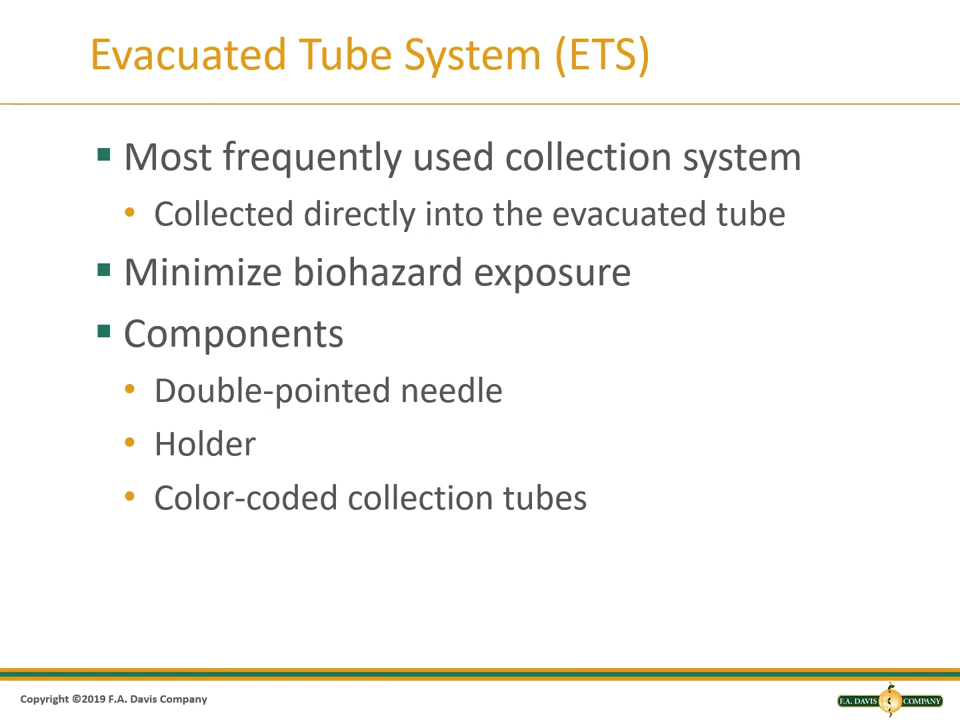 Evacuated Tube System (ETS)
Most frequently used collection system
Collected directly into the evacuated tube
Minimize biohazard exposure
Components
Double-pointed needle
Holder
Color-coded collection tubes
Copyright ©2019 F.A. Davis Company
F.A. DAVIS COMPANY